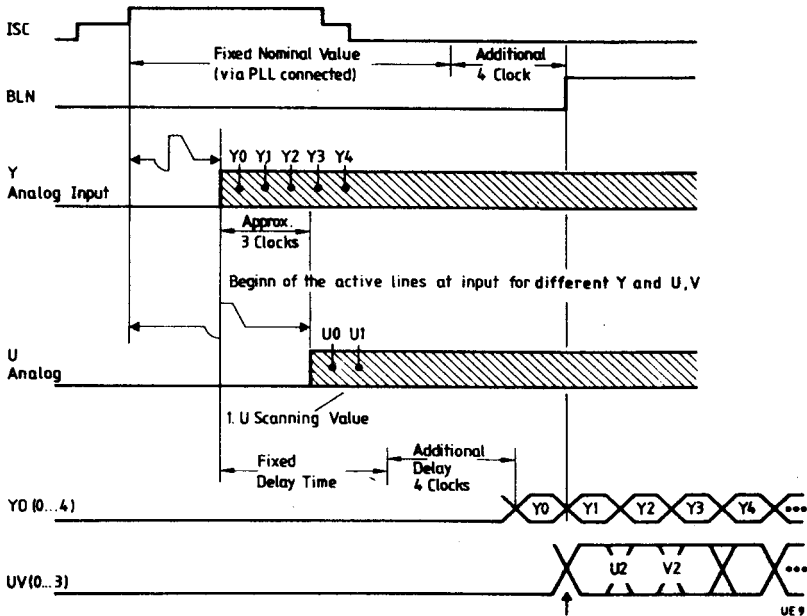 ISC
Fixed Nominal Value
(via PLL connected)
Additional
4 Clock
BLN
Y
Analog Input
Y0 Y1 Y2 Y3 Y4
Approx.
3 Clocks
Beginn of the active lines at input for different Y and U,V
U
Analog
U0 U1
1. U Scanning Value
Fixed
Delay Time
Additional
Delay
4 Clocks
YO (0...4)
Y0 Y1 Y2 Y3 Y4 •••
UV(0...3)
U2 V2 •••
UE9